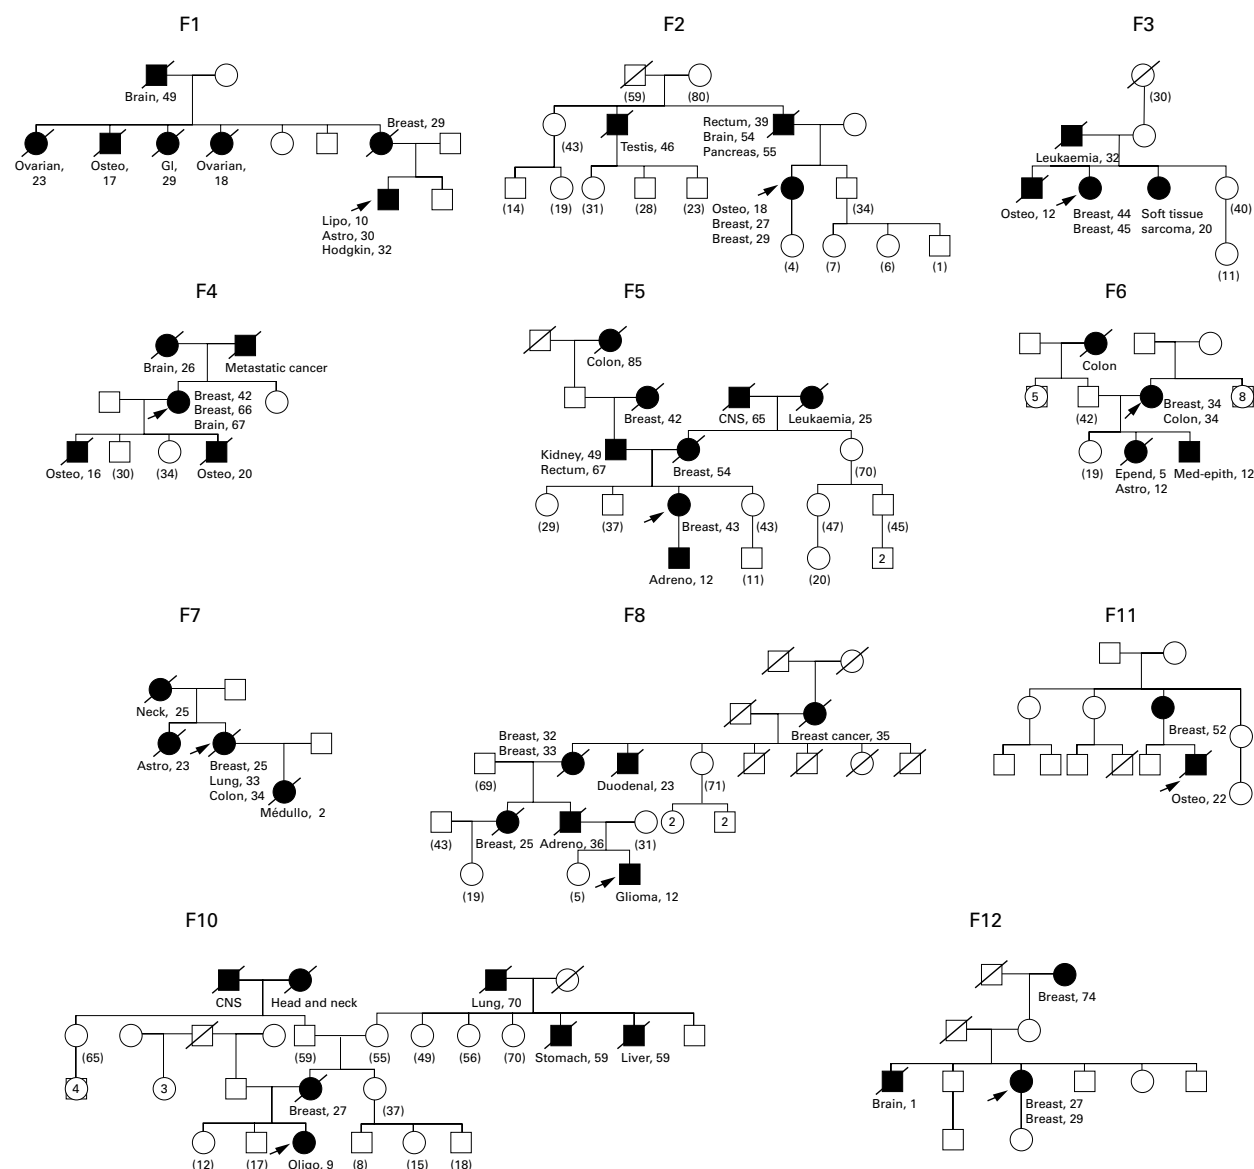 F1
Brain, 49
Breast, 29
Ovarian,
23
Osteo,
17
GI,
29
Ovarian,
18
Lipo, 10
Astro, 30
Hodgkin, 32
F2
(59)
(80)
(43)
Testis, 46
Rectum, 39
Brain, 54
Pancreas, 55
(14)
(19)
(31)
(28)
(23)
Osteo, 18
Breast, 27
Breast, 29
(34)
(4)
(7)
(6)
(1)
F3
(30)
Leukaemia, 32
Osteo, 12
Breast, 44
Breast, 45
Soft tissue
sarcoma, 20
(40)
(11)
F4
Brain, 26
Metastatic cancer
Breast, 42
Breast, 66
Brain, 67
Osteo, 16
(30)
(34)
Osteo, 20
F5
Colon, 85
Breast, 42
CNS, 65
Leukaemia, 25
Kidney, 49
Rectum, 67
Breast, 54
(70)
(29)
(37)
Breast, 43
(43)
(47)
(45)
Adreno, 12
(11)
(20)
2
F6
Colon
5
(42)
Breast, 34
Colon, 34
8
(19)
Epend, 5
Astro, 12
Med-epith, 12
F7
Neck, 25
Astro, 23
Breast, 25
Lung, 33
Colon, 34
Médullo, 2
F8
Breast cancer, 35
Breast, 32
Breast, 33
(69)
Duodenal, 23
(71)
(43)
Breast, 25
Adreno, 36
(31)
2
2
(19)
(5)
Glioma, 12
F11
Breast, 52
Osteo, 22
F10
CNS
Head and neck
Lung, 70
(65)
(59)
(55)
(49)
(56)
(70)
Stomach, 59
Liver, 59
4
3
Breast, 27
(37)
(12)
(17)
Oligo, 9
(8)
(15)
(18)
F12
Breast, 74
Brain, 1
Breast, 27
Breast, 29